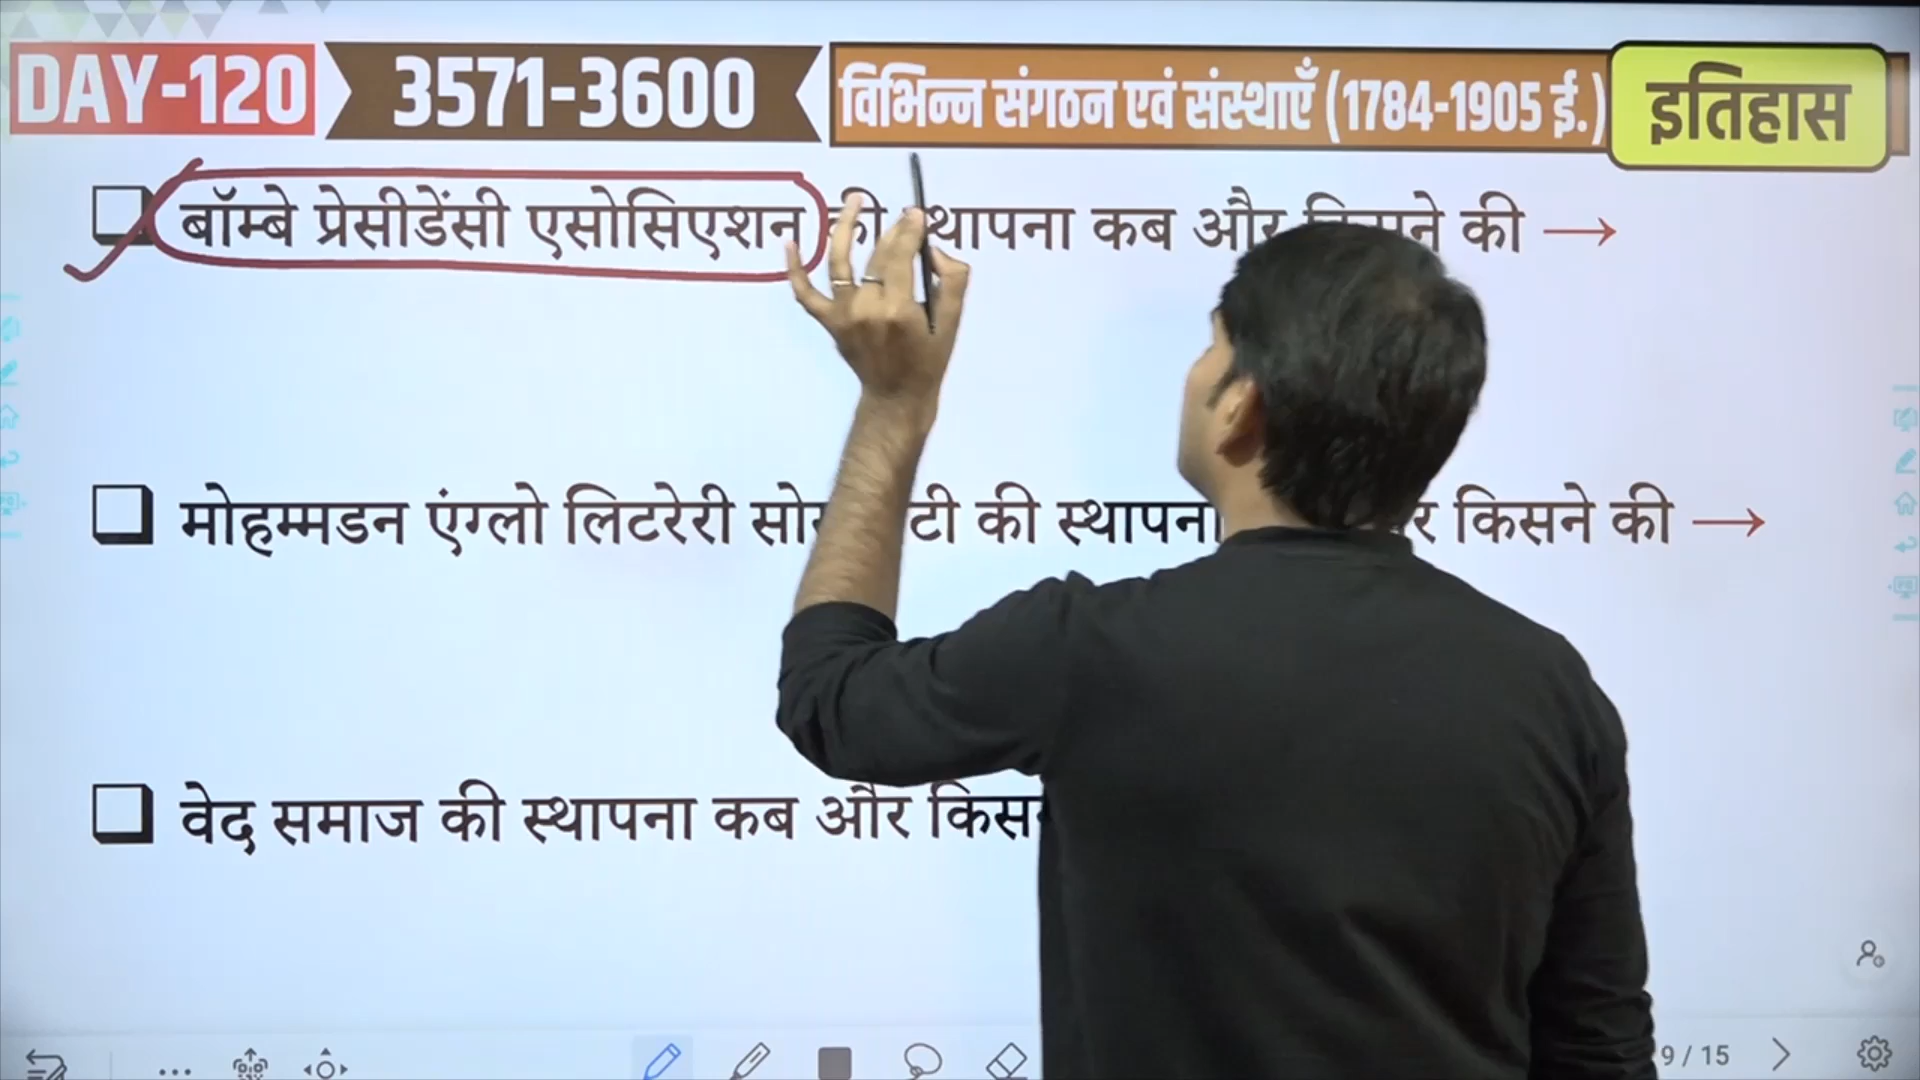 DAY-120 3571-3600 विभिन्न संगठन एवं संस्थाएँ (1784-1905 ई.) इतिहास
बॉम्बे प्रेसीडेंसी एसोसिएशन की थापना कब और ने की →
मोहम्मडन एंग्लो लिटरेरी की किसने की →
वेद समाज की स्थापना कब और
9 / 15